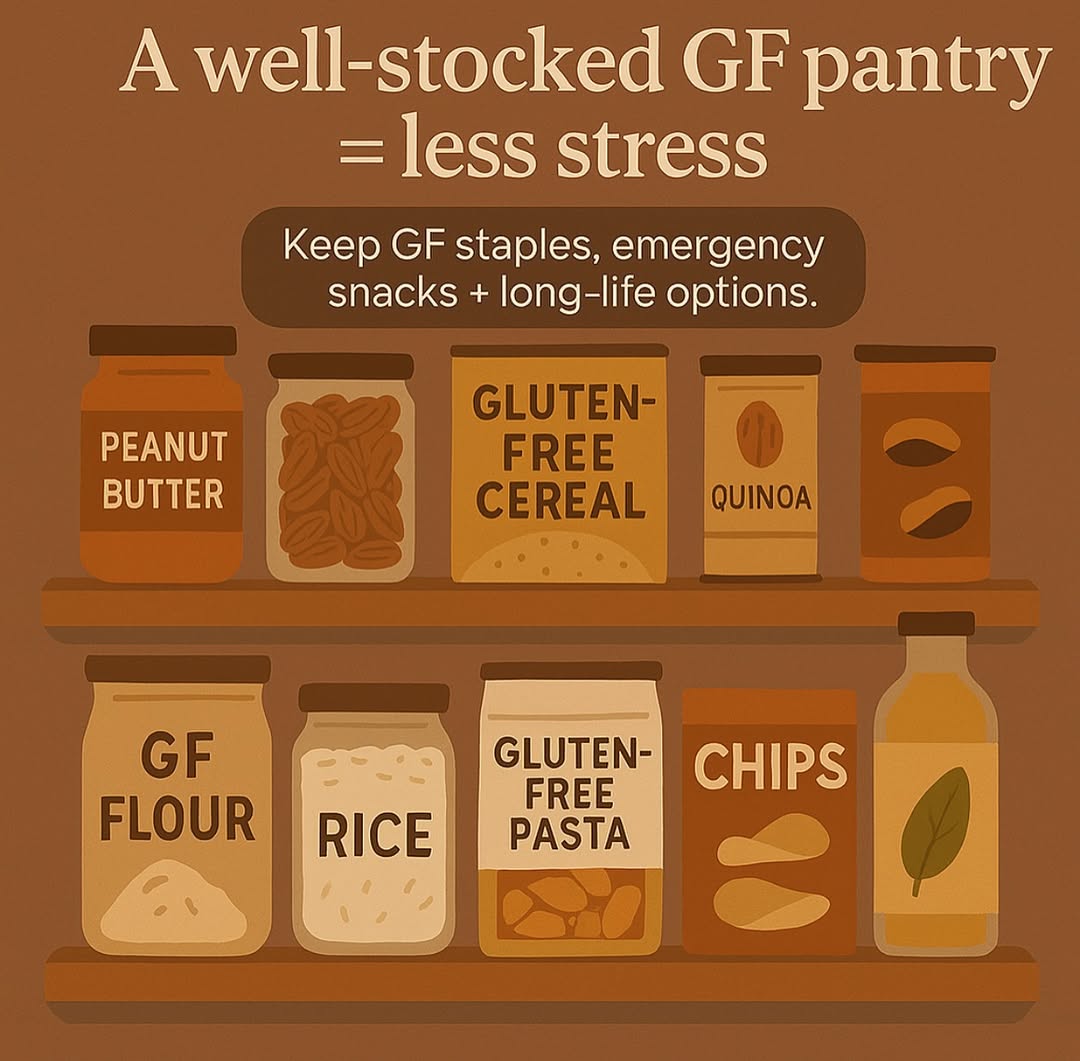 A well-stocked GF pantry
= less stress
Keep GF staples, emergency
snacks + long-life options.
PEANUT
BUTTER
GLUTEN-
FREE
CEREAL
QUINOA
GF
FLOUR
RICE
GLUTEN-
FREE
PASTA
CHIPS